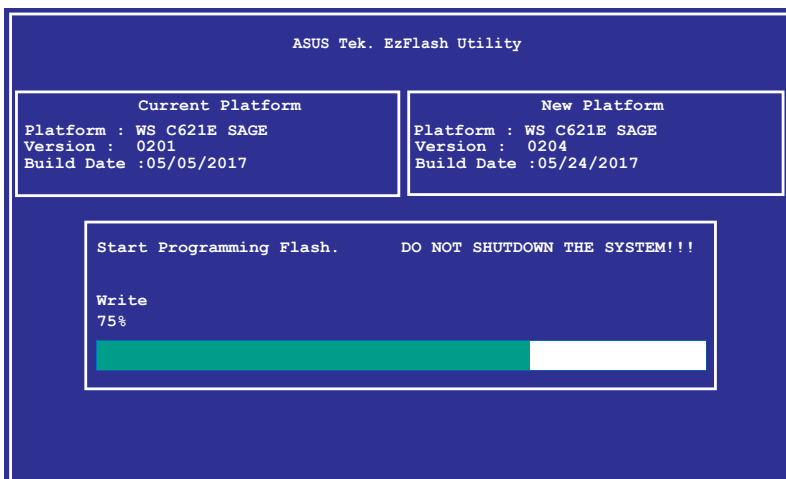 ASUS Tek. EzFlash Utility
Current Platform
Platform : WS C621E SAGE
Version : 0201
Build Date :05/05/2017
New Platform
Platform : WS C621E SAGE
Version : 0204
Build Date :05/24/2017
Start Programming Flash. DO NOT SHUTDOWN THE SYSTEM!!!
Write
75%